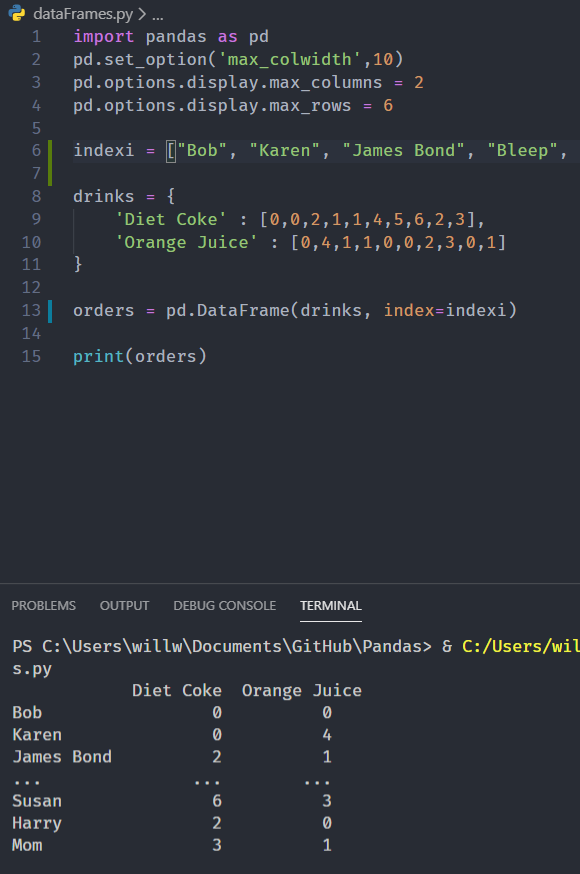 dataFrames.py > ...
1 import pandas as pd
2 pd.set_option('max_colwidth',10)
3 pd.options.display.max_columns = 2
4 pd.options.display.max_rows = 6
5
6 indexi = ["Bob", "Karen", "James Bond", "Bleep",
7
8 drinks = {
9     'Diet Coke' : [0,0,2,1,1,4,5,6,2,3],
10     'Orange Juice' : [0,4,1,1,0,0,2,3,0,1]
11 }
12
13 orders = pd.DataFrame(drinks, index=indexi)
14
15 print(orders)
PROBLEMS OUTPUT DEBUG CONSOLE TERMINAL
PS C:\Users\willw\Documents\GitHub\Pandas> & C:/Users/wil
s.py
            Diet Coke  Orange Juice
Bob                 0             0
Karen               0             4
James Bond          2             1
...               ...           ...
Susan               6             3
Harry               2             0
Mom                 3             1